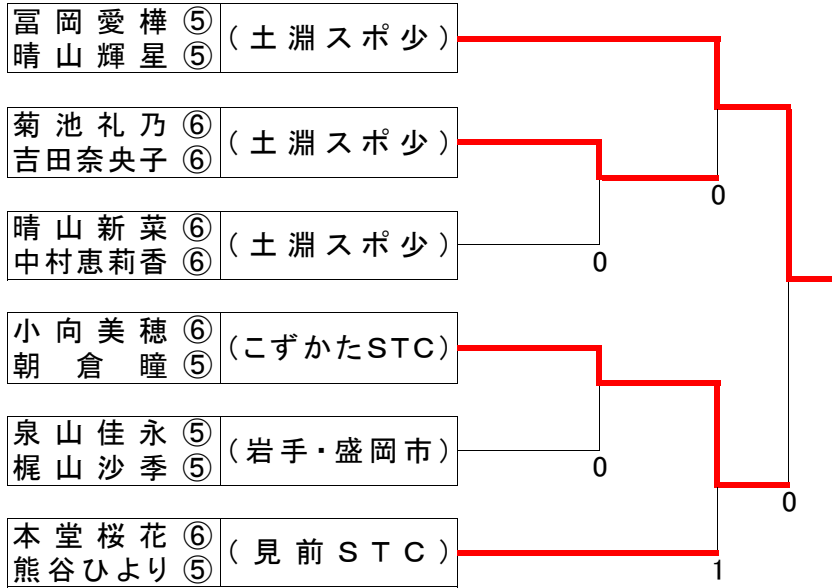 冨岡愛樺 ⑤
晴山輝星 ⑤
(土淵スポ少)
菊池礼乃 ⑥
吉田奈央子 ⑥
(土淵スポ少)
0
晴山新菜 ⑥
中村恵莉香 ⑥
(土淵スポ少)
0
小向美穂 ⑥
朝倉瞳 ⑤
(こずかたSTC)
泉山佳永 ⑤
梶山沙季 ⑤
(岩手・盛岡市)
0
0
本堂桜花 ⑥
熊谷ひより ⑤
(見前STC)
1